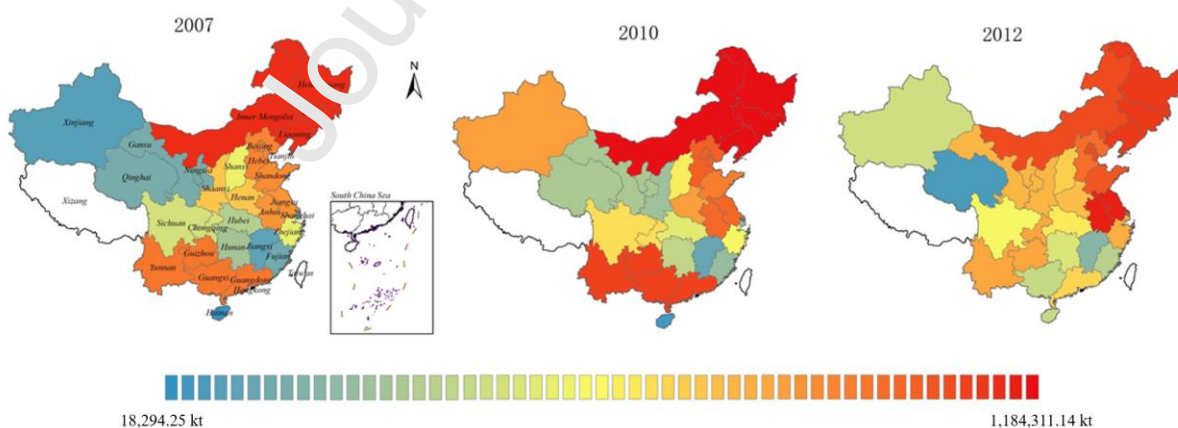 2007
2010
2012
Jou
N
Heilongjiang
Xinjiang
Inner Mongolia
Liaoning
Gansu
Beijing
Tianjin
Hebei
Ningxia
Shanxi
Shandong
Qinghai
Shaanxi
Henan
Jiangsu
Xizang
Anhui
Shanghai
Sichuan
Hubei
Chongqing
Zhejiang
Hunan
Jiangxi
Guizhou
Fujian
Yunnan
Guangxi
Guangdong
Taiwan
Hongkong
Hainan
South China Sea
18,294.25 kt
1,184,311.14 kt